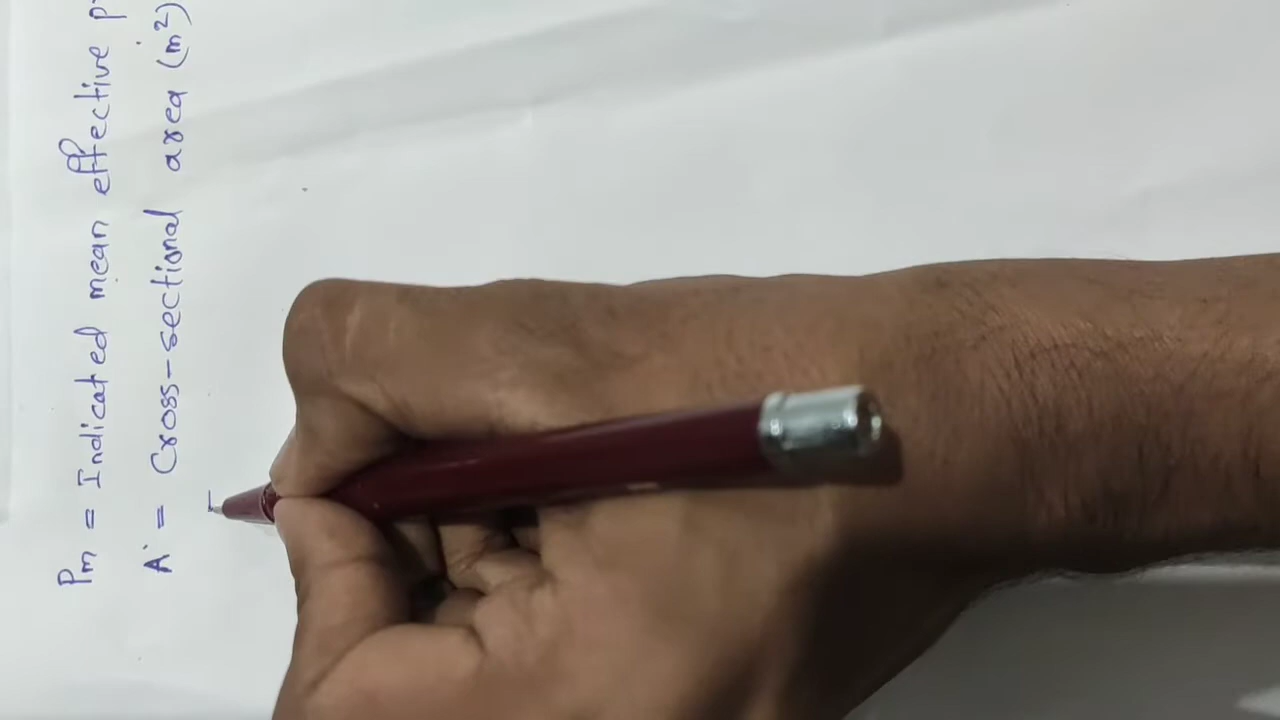 Pm = Indicated mean effective
A = Cross-sectional area (m²)